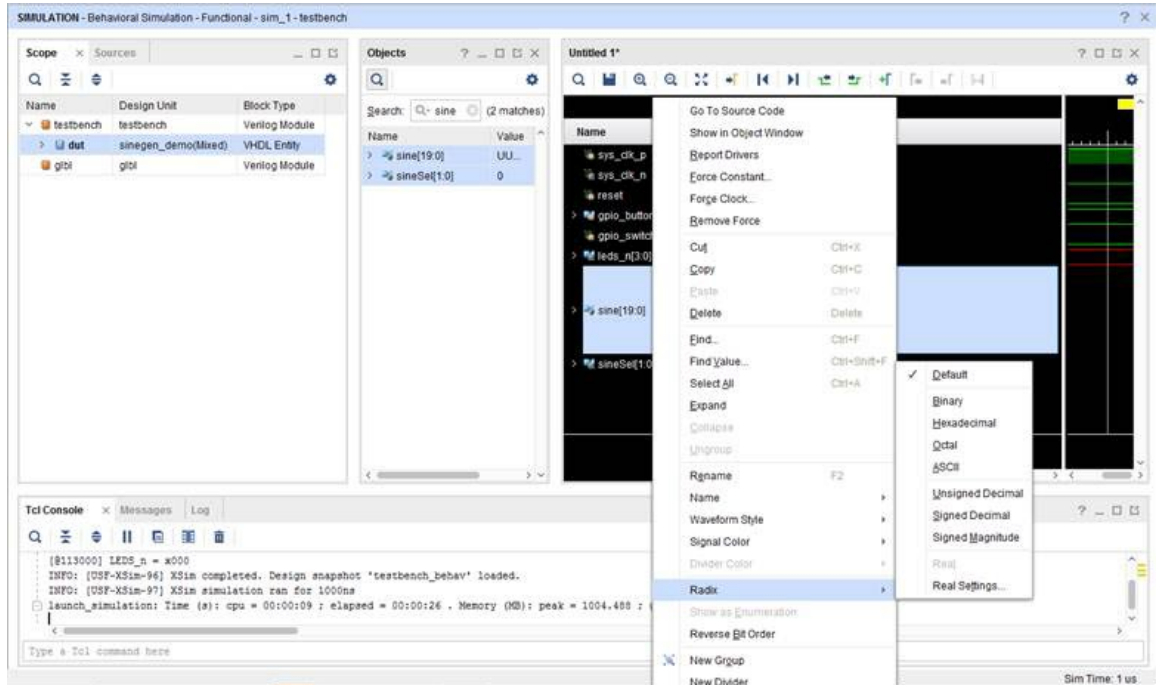 SIMULATION - Behavioral Simulation - Functional - sim_1 - testbench
Scope
Sources
Name Design Unit Block Type
testbench testbench Verilog Module
dut sinegen_demo(Mixed) VHDL Entity
glbl glbl Verilog Module
Objects
Search: sine (2 matches)
Name Value
sine[19:0] UU...
sineSel[1:0] 0
Untitled 1*
Name
sys_clk_p
sys_clk_n
reset
gpio_button
gpio_switch
leds_n[3:0]
sine[19:0]
sineSel[1:0
Go To Source Code
Show in Object Window
Report Drivers
Force Constant...
Force Clock...
Remove Force
Cut Ctrl+X
Copy Ctrl+C
Paste Ctrl+V
Delete Delete
Find... Ctrl+F
Find Value... Ctrl+Shift+F
Select All Ctrl+A
Expand
Collapse
Ungroup
Rename F2
Name
Waveform Style
Signal Color
Divider Color
Radix
Show as Enumeration
Reverse Bit Order
New Group
New Divider
Default
Binary
Hexadecimal
Octal
ASCII
Unsigned Decimal
Signed Decimal
Signed Magnitude
Real
Real Settings...
Tcl Console Messages Log
[@113000] LEDS_n = x000
INFO: [USF-XSim-96] XSim completed. Design snapshot 'testbench_behav' loaded.
INFO: [USF-XSim-97] XSim simulation ran for 1000ns
launch_simulation: Time (s): cpu = 00:00:09 ; elapsed = 00:00:26 . Memory (MB): peak = 1004.488 ;
Type a Tcl command here
Sim Time: 1 us